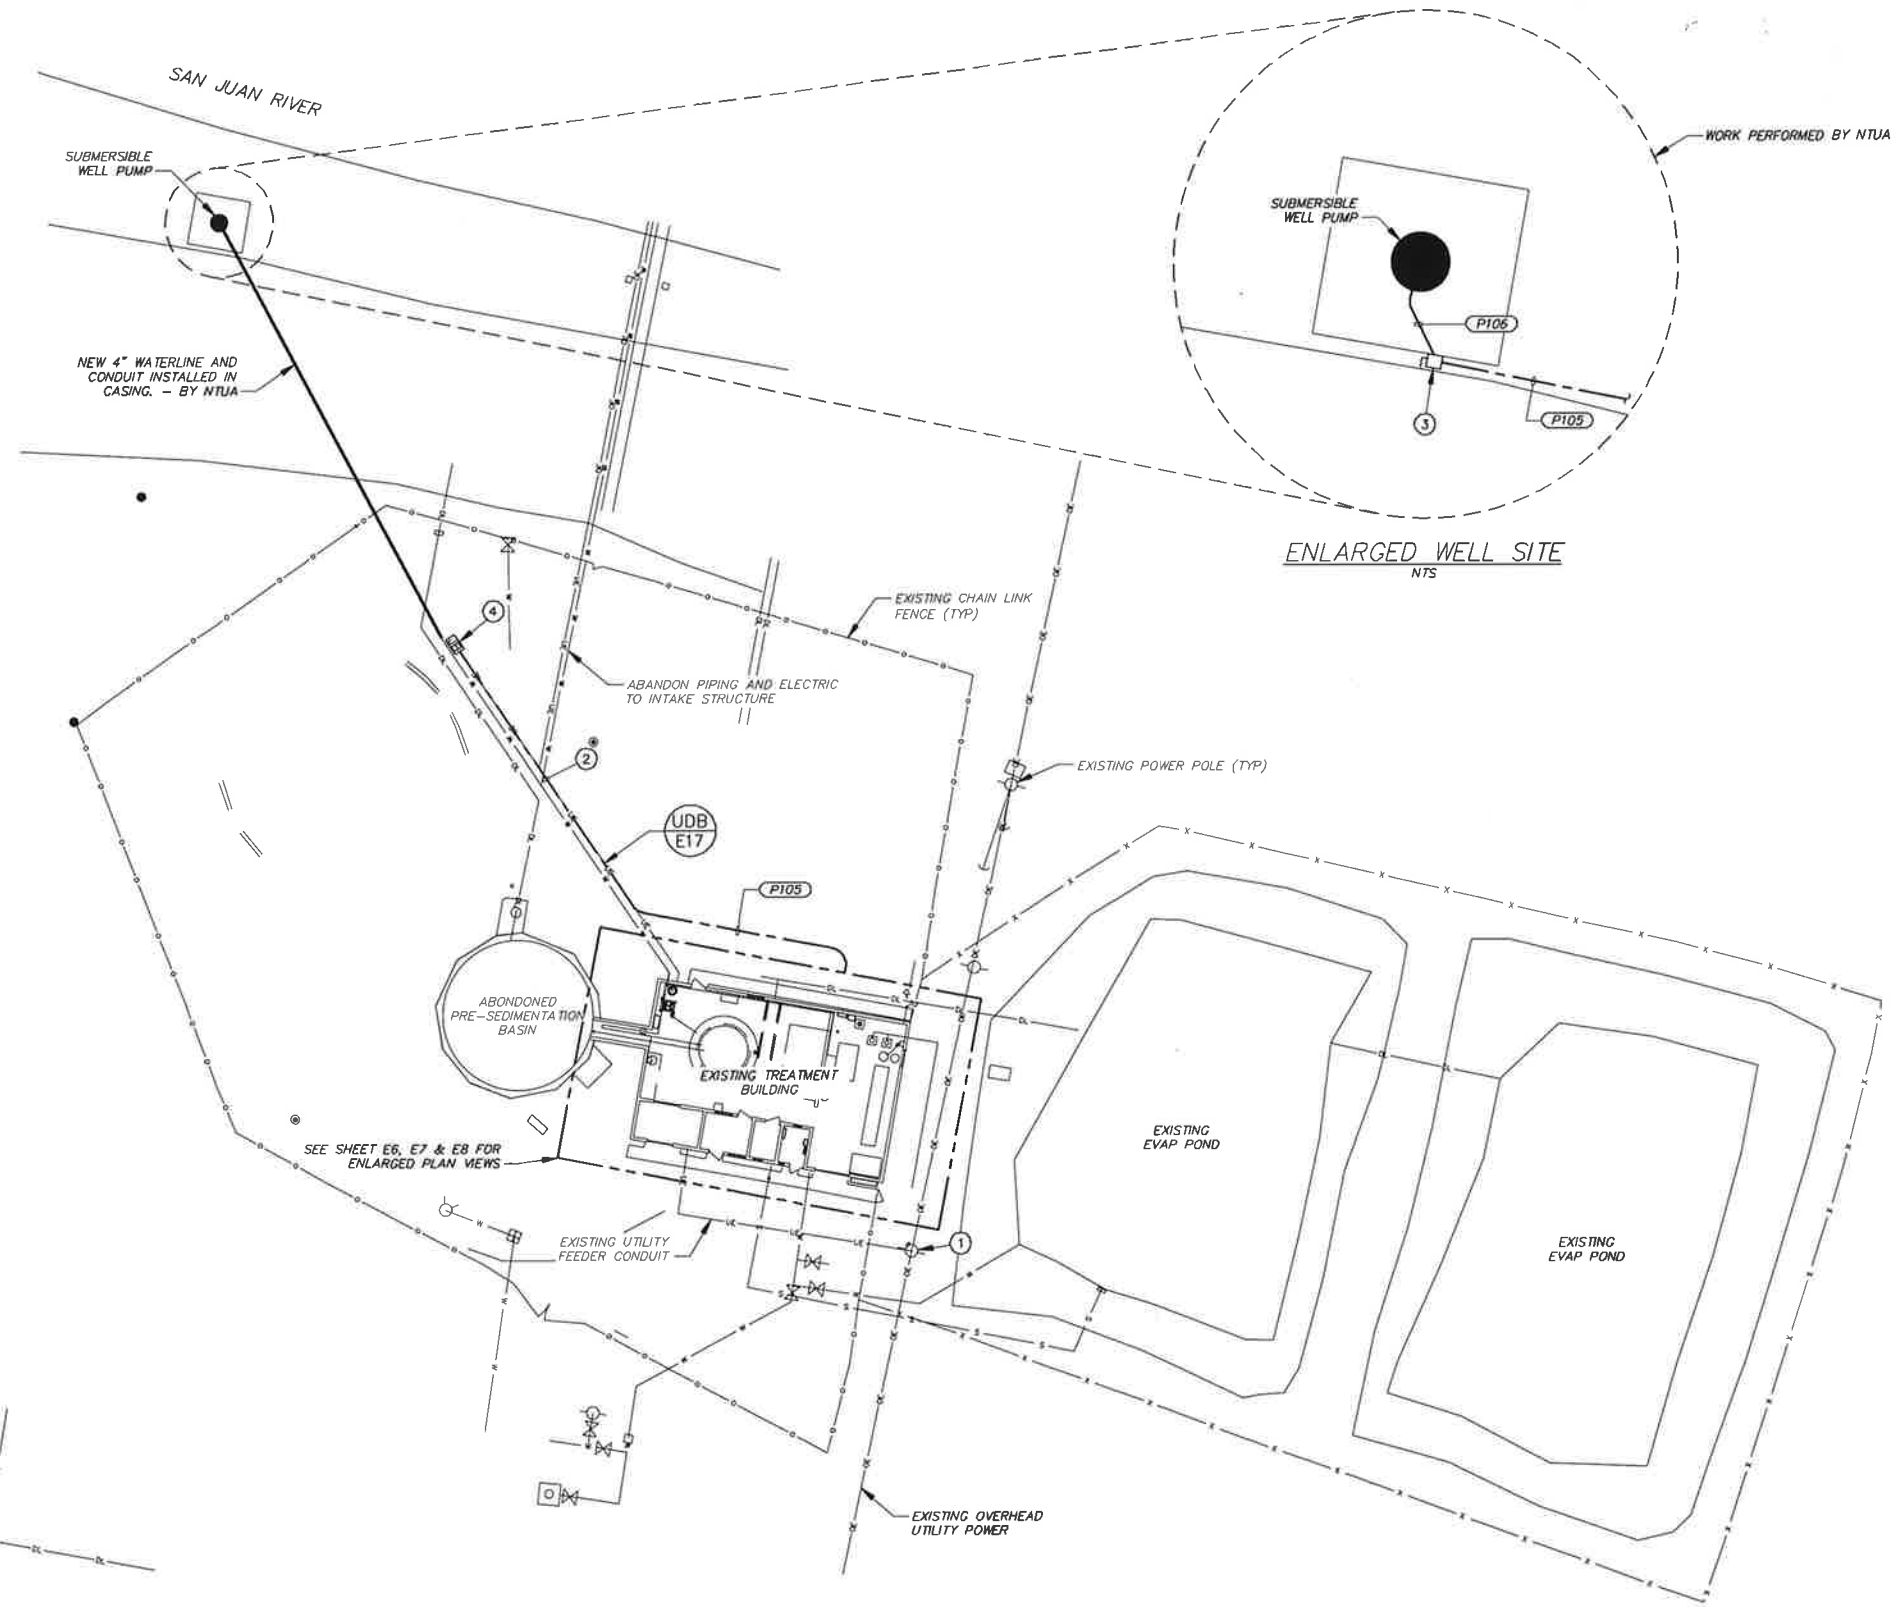 SAN JUAN RIVER
SUBMERSIBLE
WELL PUMP
WORK PERFORMED BY NTUA
SUBMERSIBLE
WELL PUMP
P106
P105
3
ENLARGED WELL SITE
NTS
NEW 4" WATERLINE AND
CONDUIT INSTALLED IN
CASING. - BY NTUA
4
EXISTING CHAIN LINK
FENCE (TYP)
ABANDON PIPING AND ELECTRIC
TO INTAKE STRUCTURE
2
EXISTING POWER POLE (TYP)
UDB
E17
P105
ABONDONED
PRE-SEDIMENTATION
BASIN
EXISTING TREATMENT
BUILDING
SEE SHEET E6, E7 & E8 FOR
ENLARGED PLAN VIEWS
EXISTING
EVAP POND
EXISTING
EVAP POND
EXISTING UTILITY
FEEDER CONDUIT
1
EXISTING OVERHEAD
UTILITY POWER